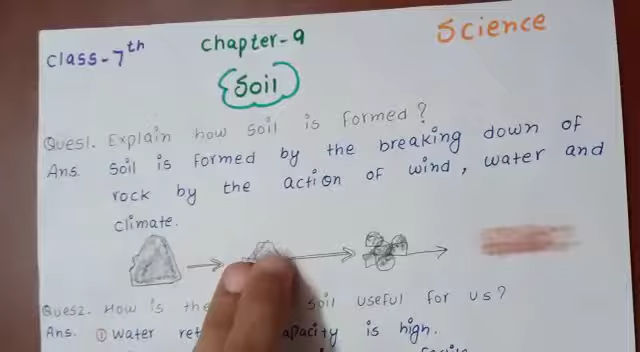 Class-7th
Chapter-9
Science
Soil
Ques1. Explain how soil is formed?
Ans. Soil is formed by the breaking down of
rock by the action of wind, water and
climate.
Ques2. How is the soil useful for us?
Ans. ① Water ret apacity is high.